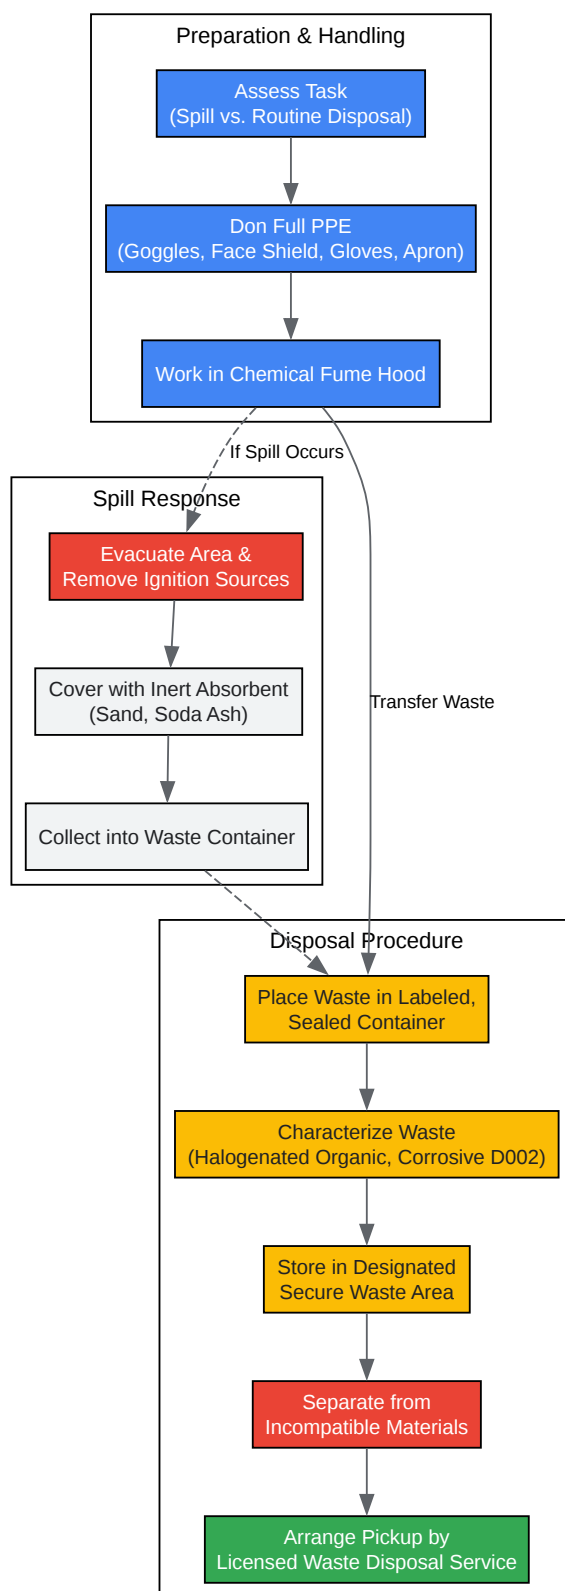 Preparation & Handling
Assess Task
(Spill vs. Routine Disposal)
Don Full PPE
(Goggles, Face Shield, Gloves, Apron)
Work in Chemical Fume Hood
If Spill Occurs
Spill Response
Evacuate Area &
Remove Ignition Sources
Cover with Inert Absorbent
(Sand, Soda Ash)
Transfer Waste
Collect into Waste Container
Disposal Procedure
Place Waste in Labeled,
Sealed Container
Characterize Waste
(Halogenated Organic, Corrosive D002)
Store in Designated
Secure Waste Area
Separate from
Incompatible Materials
Arrange Pickup by
Licensed Waste Disposal Service